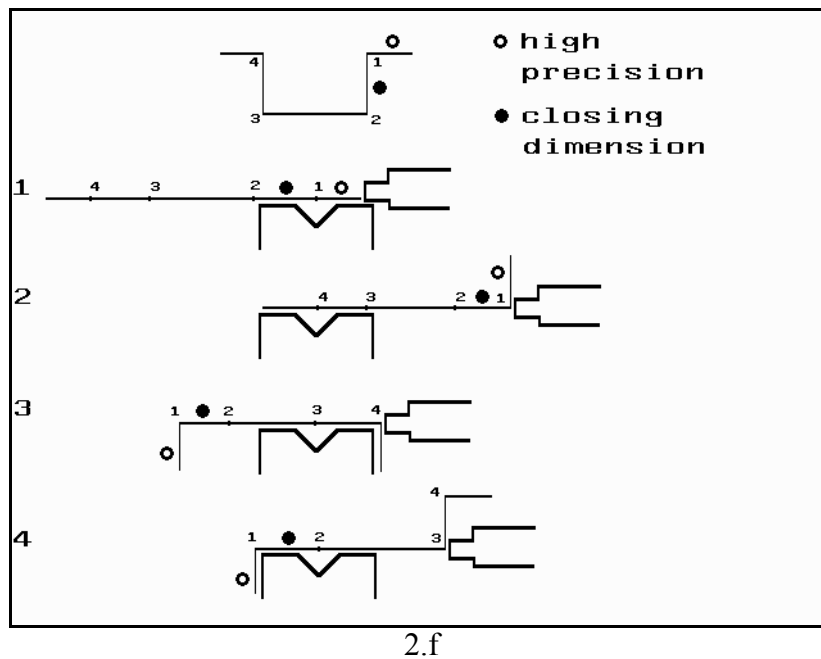 4 1
3 2
high
precision
closing
dimension
1
4 3 2 1
2
4 3 2 1
3
1 2 3 4
4
4
1 2 3
2.f